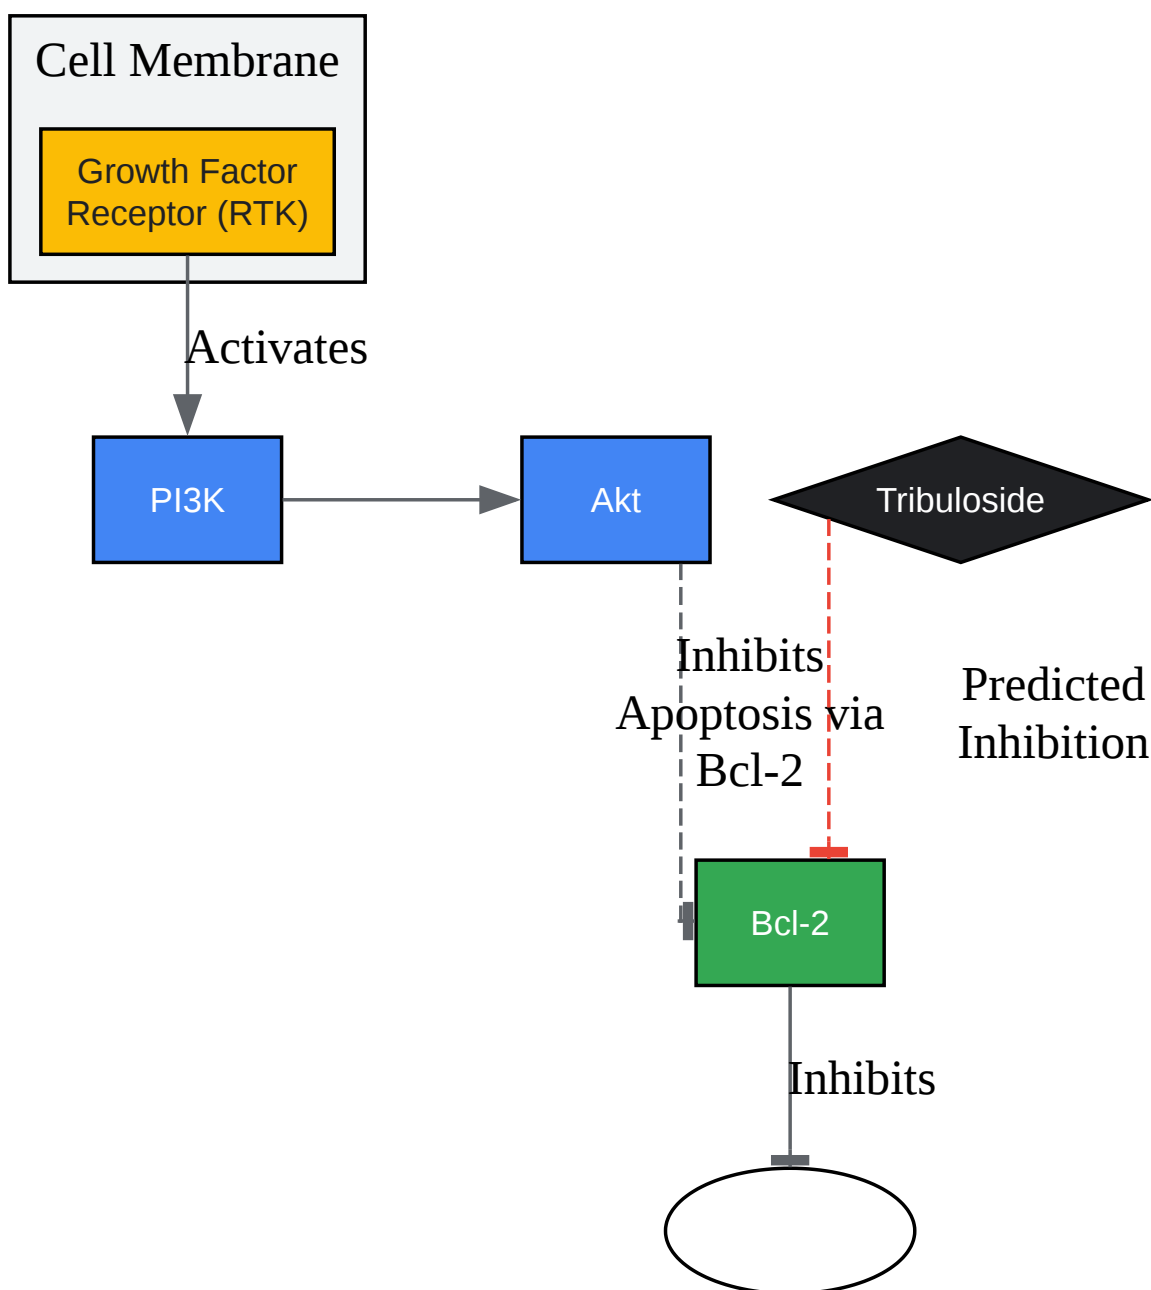 Cell Membrane
Growth Factor
Receptor (RTK)
Activates
PI3K
Akt
Tribuloside
Inhibits
Apoptosis via
Bcl-2
Predicted
Inhibition
Bcl-2
Inhibits